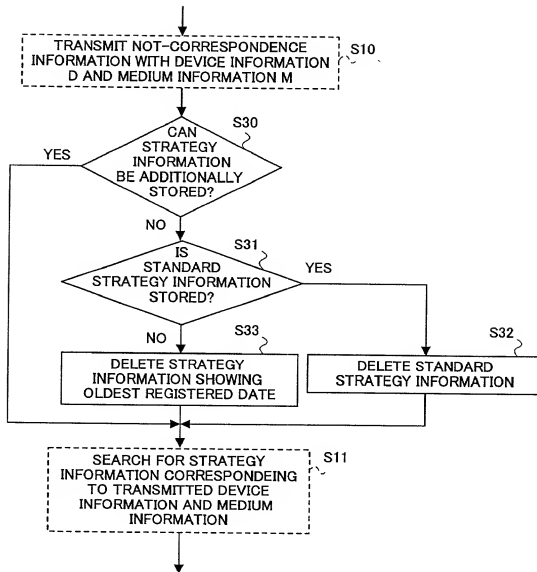 TRANSMIT NOT-CORRESPONDENCE
INFORMATION WITH DEVICE INFORMATION
D AND MEDIUM INFORMATION M
S10
CAN
STRATEGY
INFORMATION
BE ADDITIONALLY
STORED?
S30
YES
NO
IS
STANDARD
STRATEGY INFORMATION
STORED?
S31
YES
NO
S33
DELETE STRATEGY
INFORMATION SHOWING
OLDEST REGISTERED DATE
S32
DELETE STANDARD
STRATEGY INFORMATION
SEARCH FOR STRATEGY
INFORMATION CORRESPONDEING
TO TRANSMITTED DEVICE
INFORMATION AND MEDIUM
INFORMATION
S11